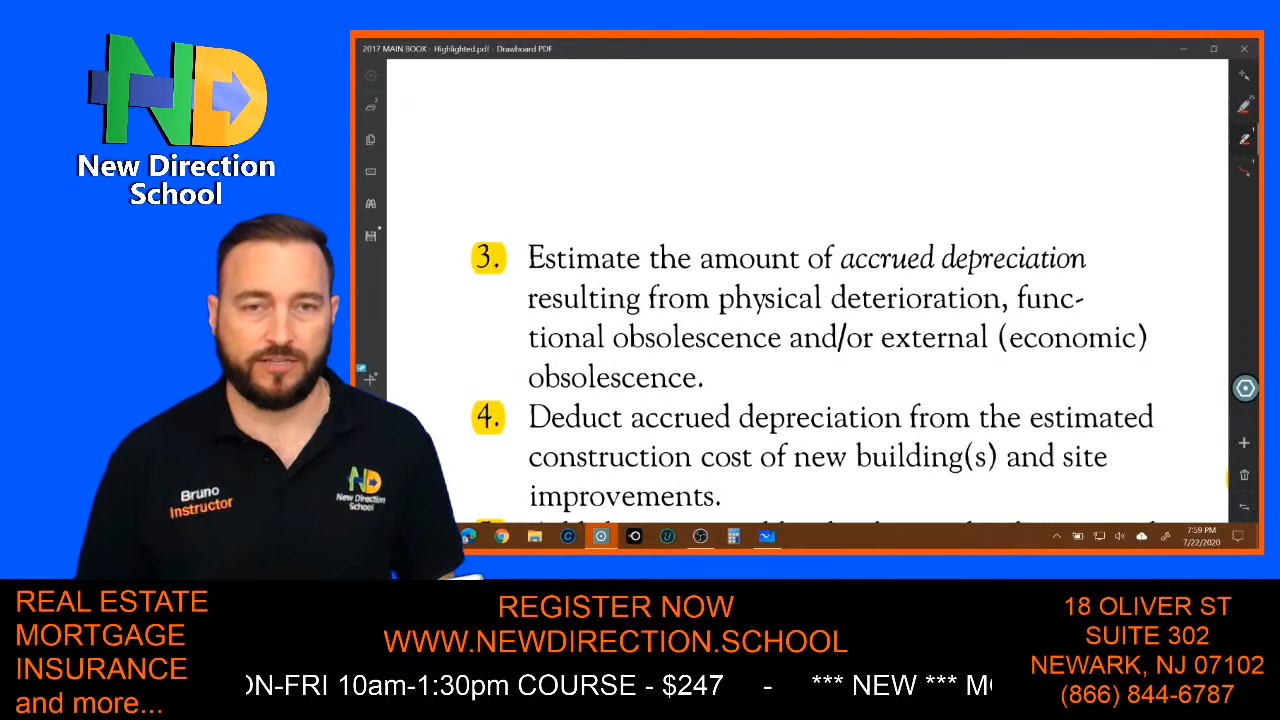 ND
New Direction
School
Bruno
Instructor
ND
New Direction
School
2017 MAIN BOOK - Highlighted.pdf - Drawboard PDF
3. Estimate the amount of accrued depreciation
resulting from physical deterioration, func-
tional obsolescence and/or external (economic)
obsolescence.
4. Deduct accrued depreciation from the estimated
construction cost of new building(s) and site
improvements.
7:59 PM
7/22/2020
REAL ESTATE
MORTGAGE
INSURANCE
and more...
REGISTER NOW
WWW.NEWDIRECTION.SCHOOL
ON-FRI 10am-1:30pm COURSE - $247 - *** NEW ***
18 OLIVER ST
SUITE 302
NEWARK, NJ 07102
(866) 844-6787